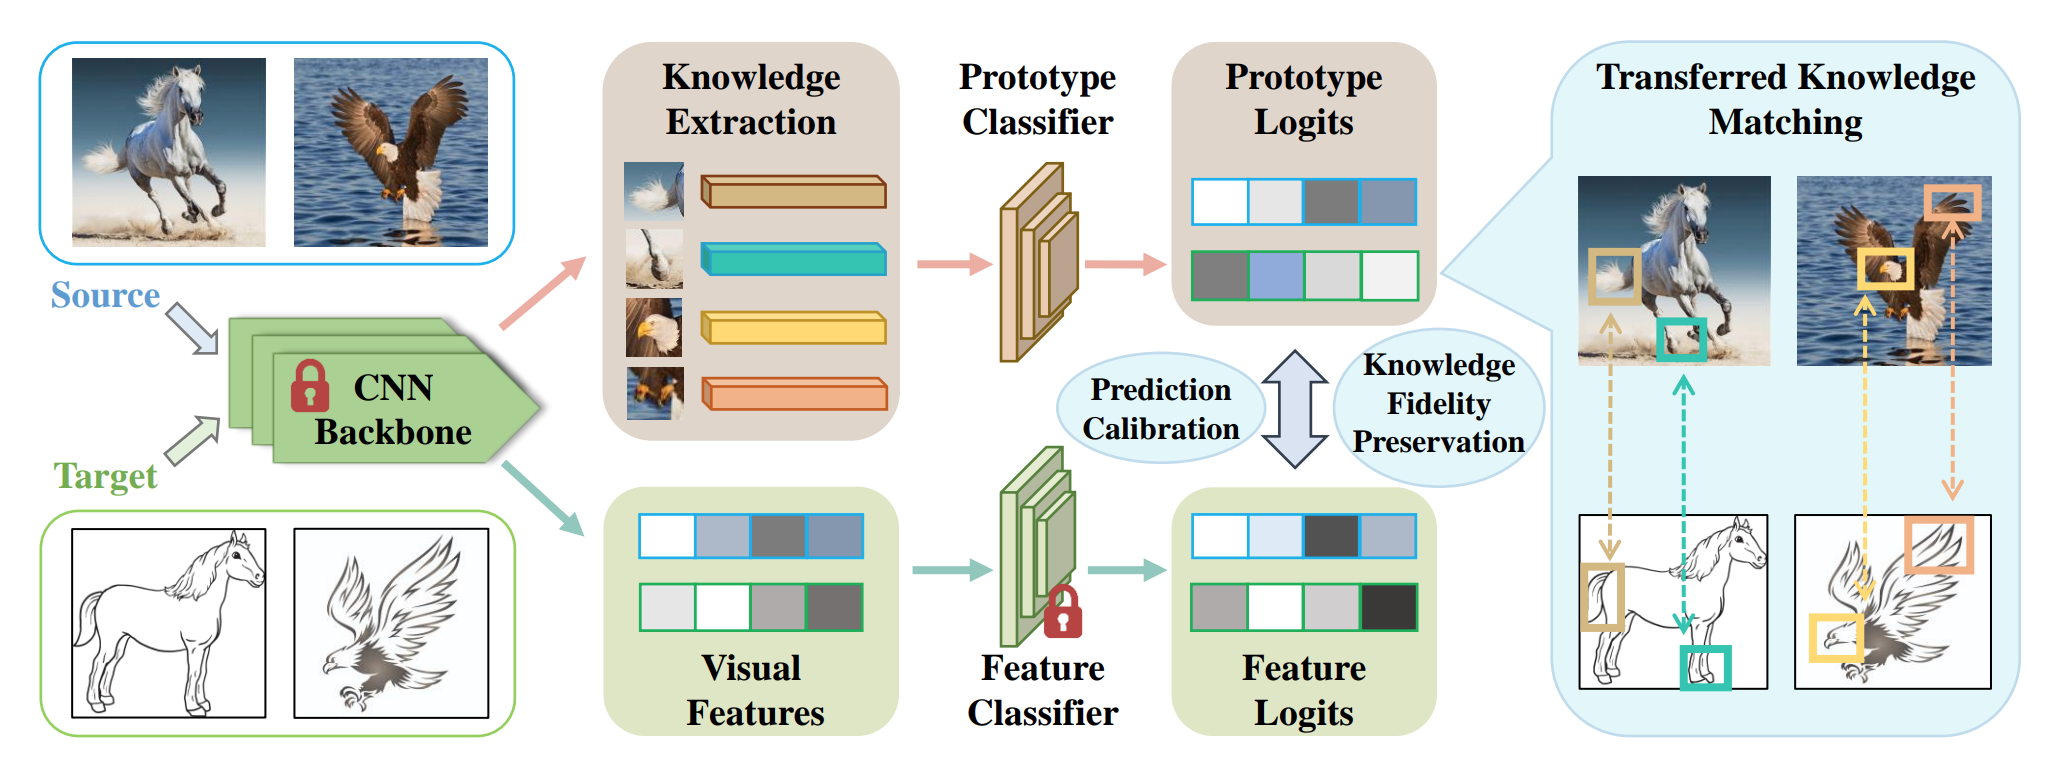 Source
Target
CNN
Backbone
Knowledge
Extraction
Prototype
Classifier
Prototype
Logits
Prediction
Calibration
Knowledge
Fidelity
Preservation
Visual
Features
Feature
Classifier
Feature
Logits
Transferred Knowledge
Matching